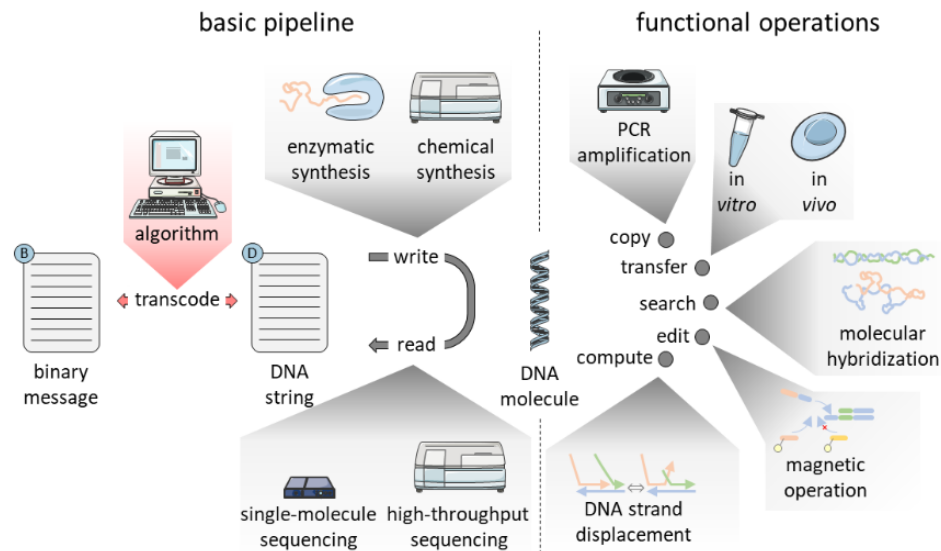 basic pipeline
functional operations
enzymatic
synthesis
chemical
synthesis
PCR
amplification
in
vitro
in
vivo
algorithm
B
D
transcode
write
read
copy
transfer
search
edit
compute
molecular
hybridization
binary
message
DNA
string
DNA
molecule
magnetic
operation
single-molecule
sequencing
high-throughput
sequencing
DNA strand
displacement